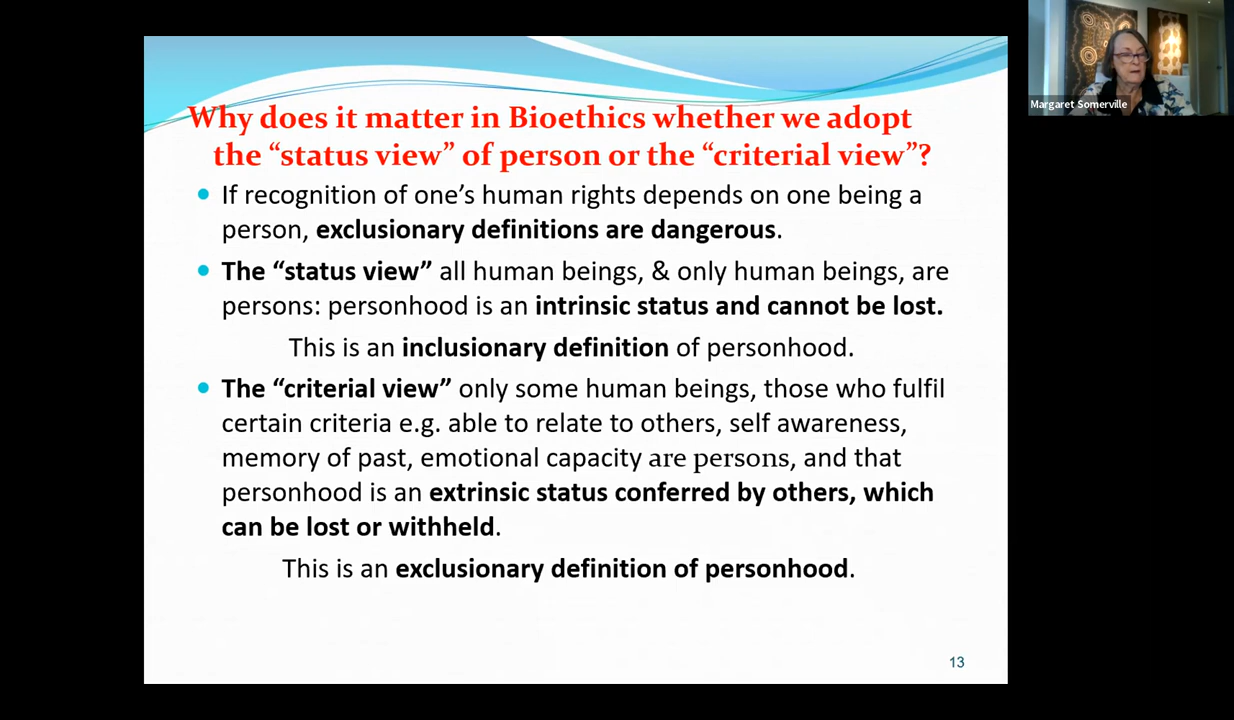 Why does it matter in Bioethics whether we adopt
the “status view” of person or the “criterial view”?
If recognition of one’s human rights depends on one being a
person, exclusionary definitions are dangerous.
The “status view” all human beings, & only human beings, are
persons: personhood is an intrinsic status and cannot be lost.
This is an inclusionary definition of personhood.
The “criterial view” only some human beings, those who fulfil
certain criteria e.g. able to relate to others, self awareness,
memory of past, emotional capacity are persons, and that
personhood is an extrinsic status conferred by others, which
can be lost or withheld.
This is an exclusionary definition of personhood.
13
Margaret Somerville